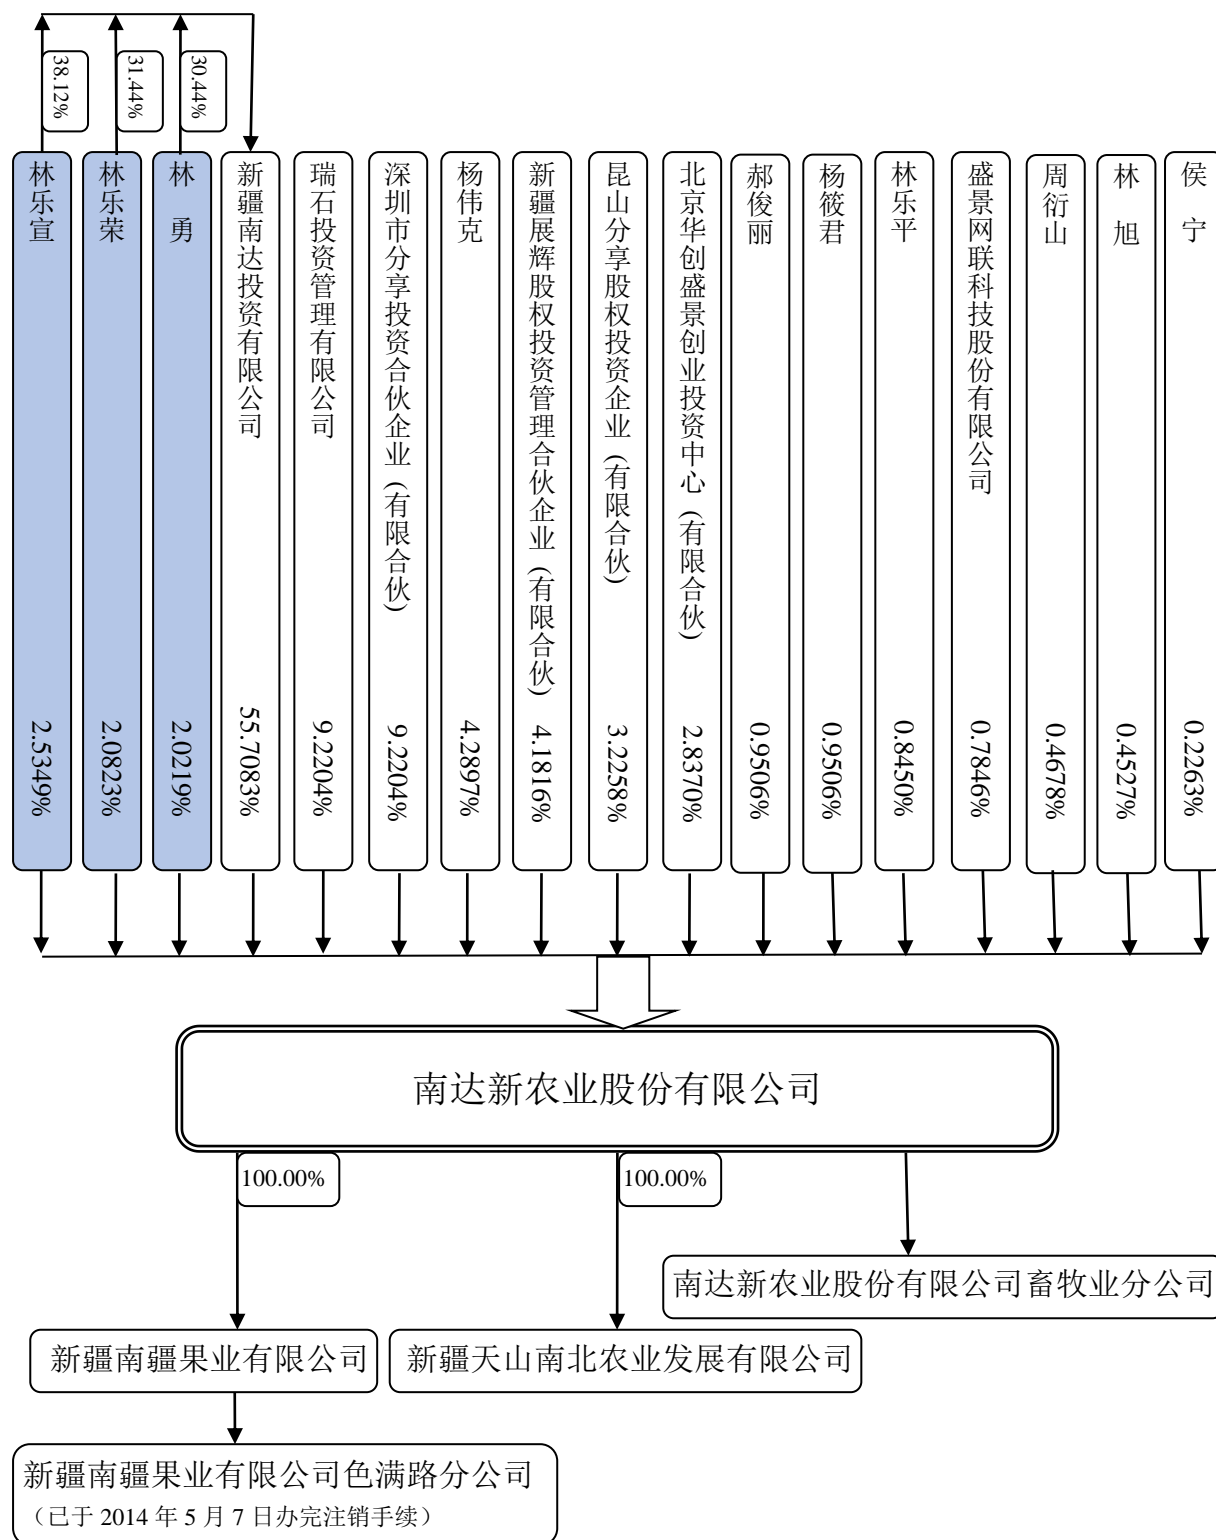 38.12%
31.44%
30.44%
林乐宣 2.5349%
林乐荣 2.0823%
林 勇 2.0219%
新疆南达投资有限公司 55.7083%
瑞石投资管理有限公司 9.2204%
深圳市分享投资合伙企业（有限合伙） 9.2204%
杨伟克 4.2897%
新疆展辉股权投资管理合伙企业（有限合伙） 4.1816%
昆山分享股权投资企业（有限合伙） 3.2258%
北京华创盛景创业投资中心（有限合伙） 2.8370%
郝俊丽 0.9506%
杨筱君 0.9506%
林乐平 0.8450%
盛景网联科技股份有限公司 0.7846%
周衍山 0.4678%
林 旭 0.4527%
侯 宁 0.2263%
南达新农业股份有限公司
100.00%
100.00%
南达新农业股份有限公司畜牧业分公司
新疆南疆果业有限公司
新疆天山南北农业发展有限公司
新疆南疆果业有限公司色满路分公司
（已于 2014 年 5 月 7 日办完注销手续）